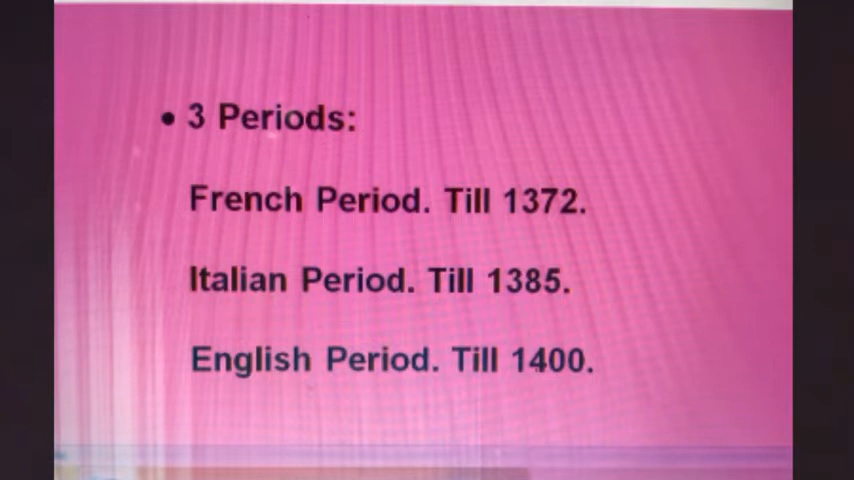 • 3 Periods:
French Period. Till 1372.
Italian Period. Till 1385.
English Period. Till 1400.